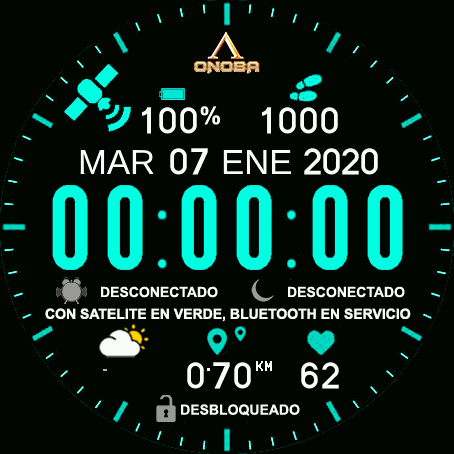 ONOBA
100% 1000
MAR 07 ENE 2020
00:00:00
DESCONECTADO DESCONECTADO
CON SATELITE EN VERDE, BLUETOOTH EN SERVICIO
- 0.70 KM 62
DESBLOQUEADO